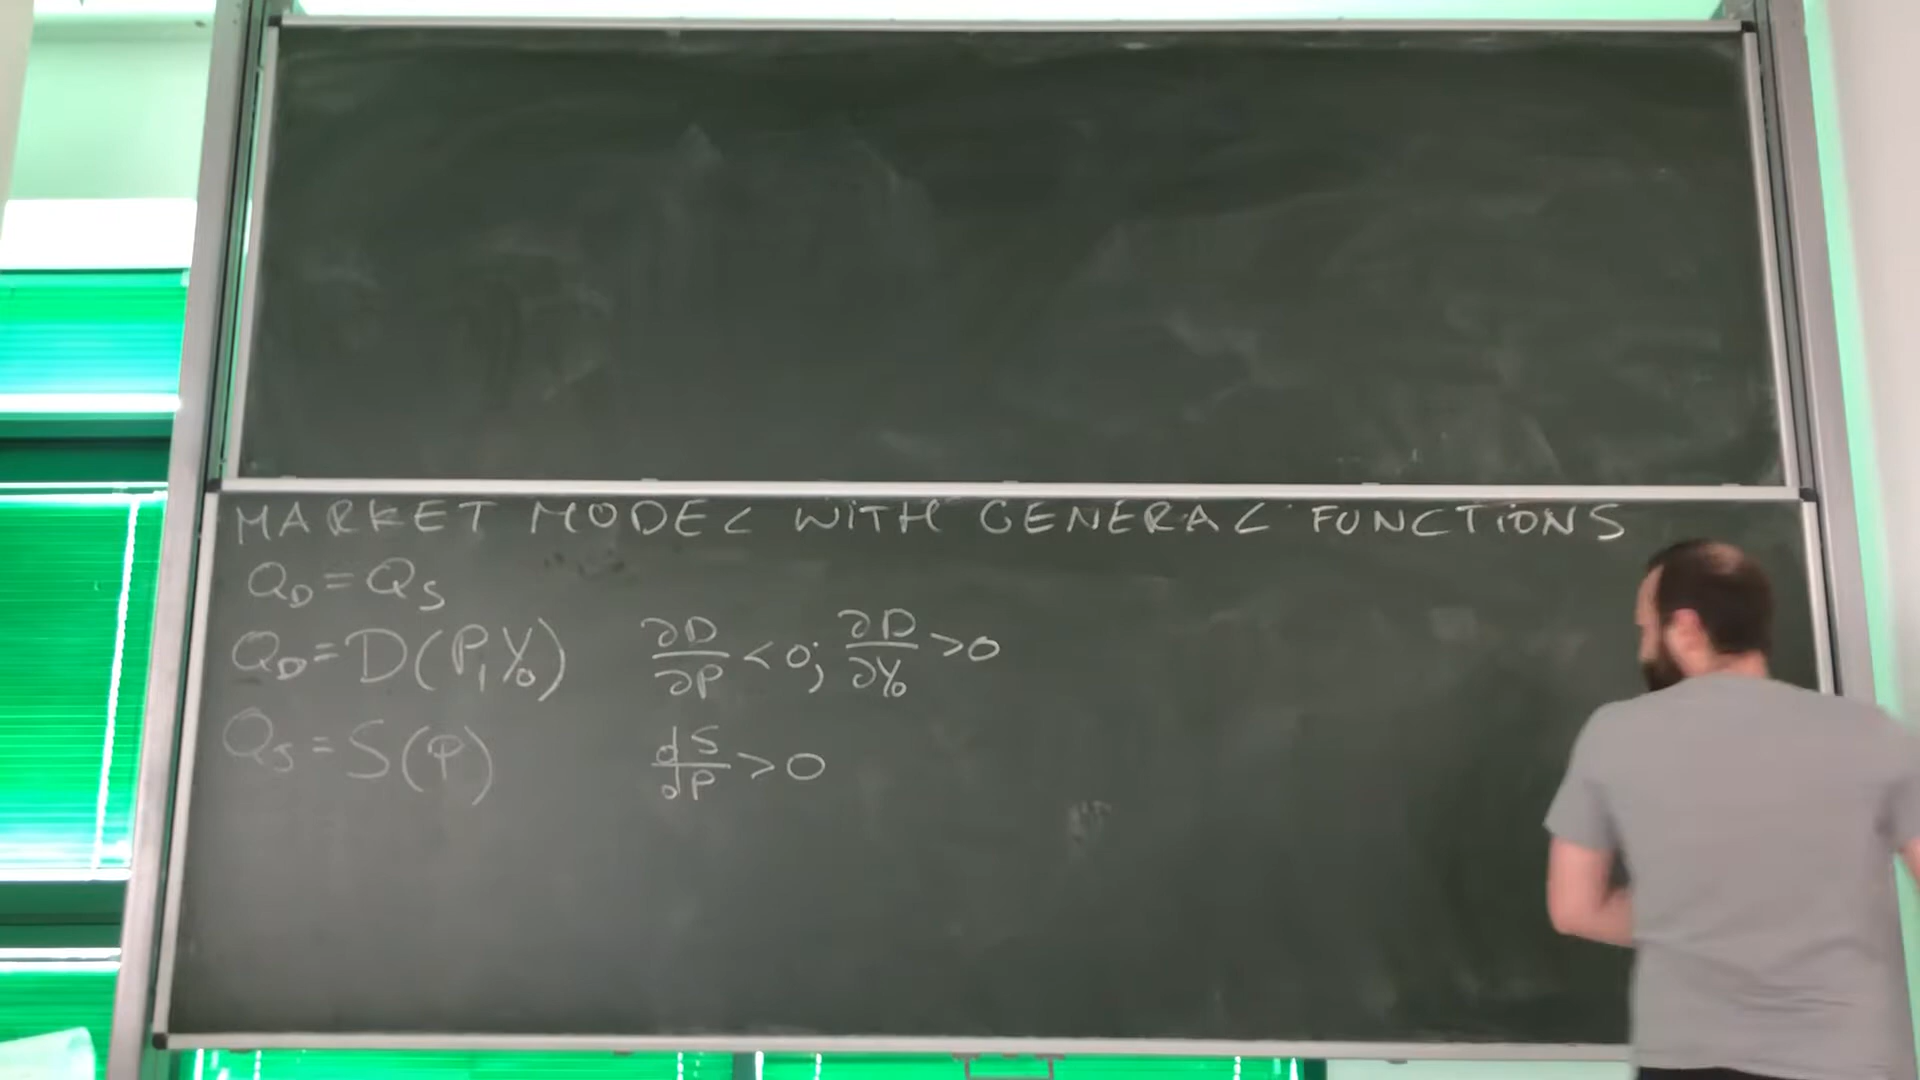 MARKET MODEL WITH GENERAL FUNCTIONS
Q_D = Q_S
Q_D = D(P, Y_0) ∂D/∂P < 0; ∂D/∂Y_0 > 0
Q_S = S(P) dS/dP > 0